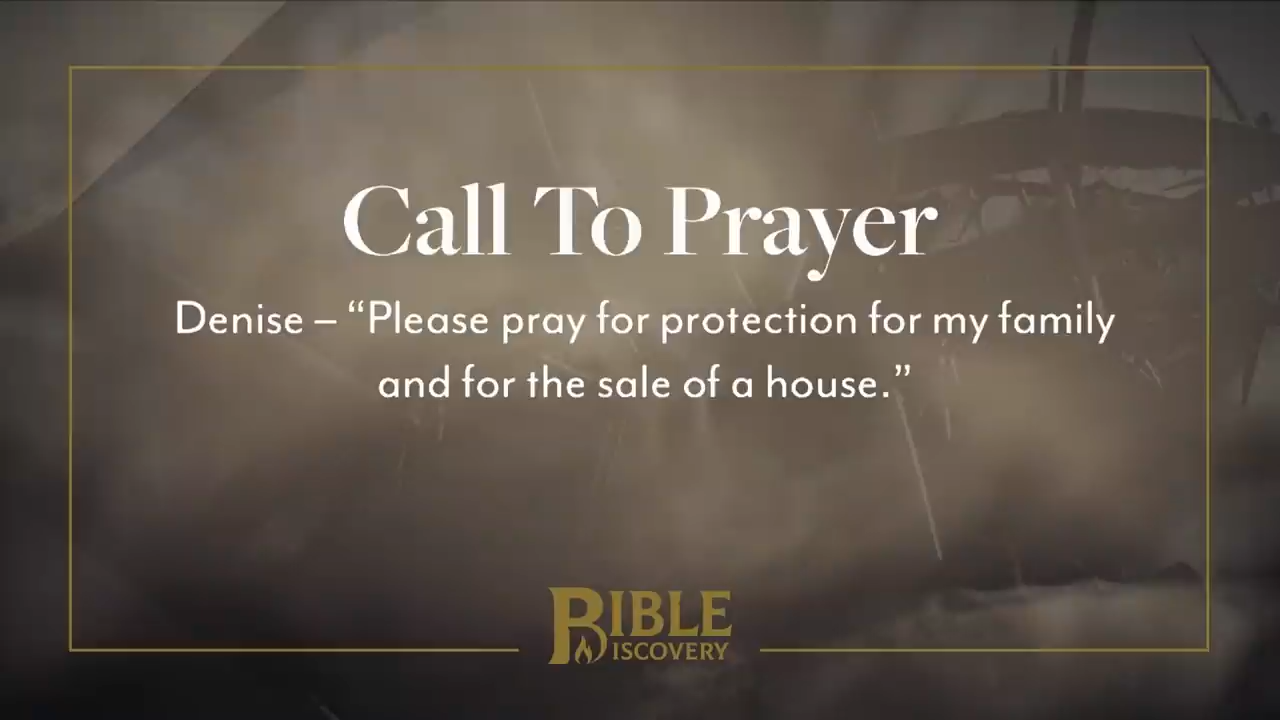 Call To Prayer
Denise – “Please pray for protection for my family
and for the sale of a house.”
BIBLE
DISCOVERY